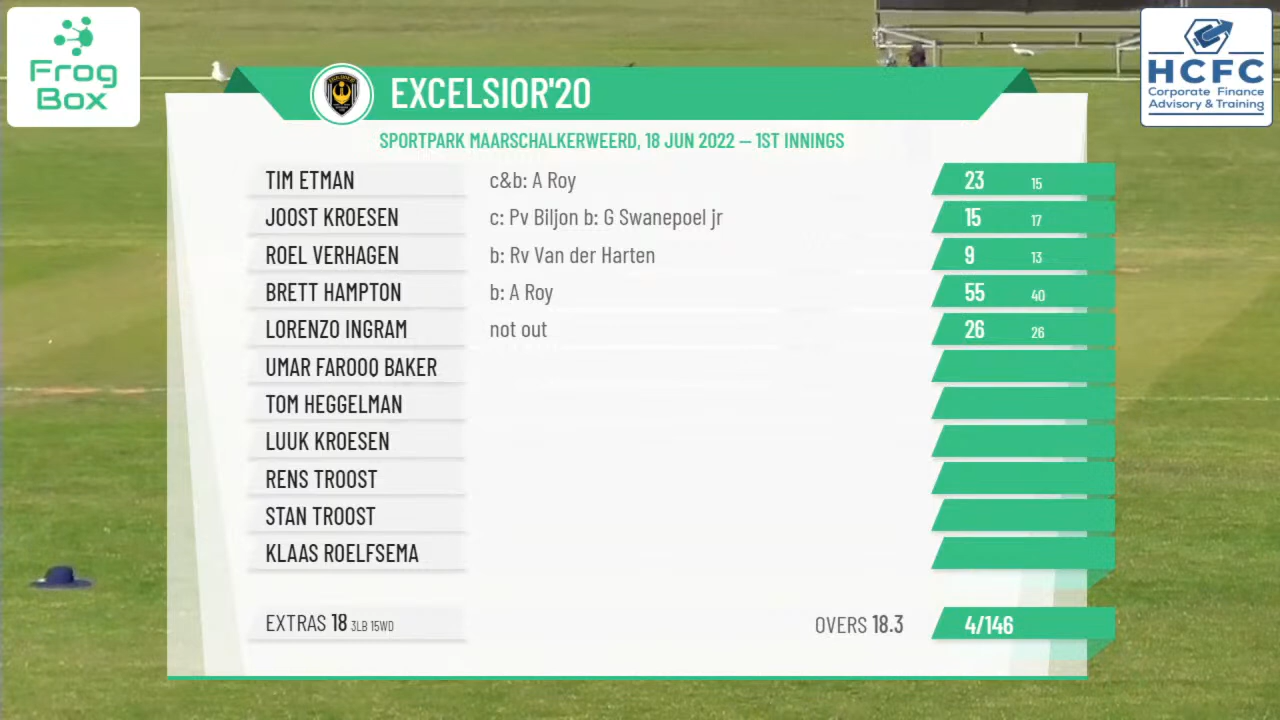 Frog
Box
HCFC
Corporate Finance
Advisory & Training
EXCELSIOR'20
SPORTPARK MAARSCHALKERWEERD, 18 JUN 2022 – 1ST INNINGS
TIM ETMAN c&b: A Roy 23 15
JOOST KROESEN c: Pv Biljon b: G Swanepoel jr 15 17
ROEL VERHAGEN b: Rv Van der Harten 9 13
BRETT HAMPTON b: A Roy 55 40
LORENZO INGRAM not out 26 26
UMAR FAROOQ BAKER
TOM HEGGELMAN
LUUK KROESEN
RENS TROOST
STAN TROOST
KLAAS ROELFSEMA
EXTRAS 18 3LB 15WD OVERS 18.3 4/146